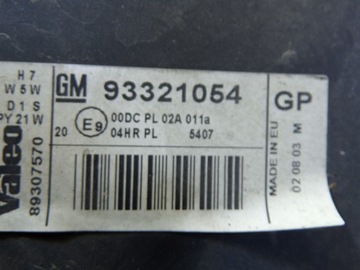 H 7
W 5 W
D 1 S
PY 21 W
GM 93321054
GP
E9
00DC PL 02A 011a
20
04HR PL 5407
Valeo
89307570
MADE IN EU
02 08 03 M